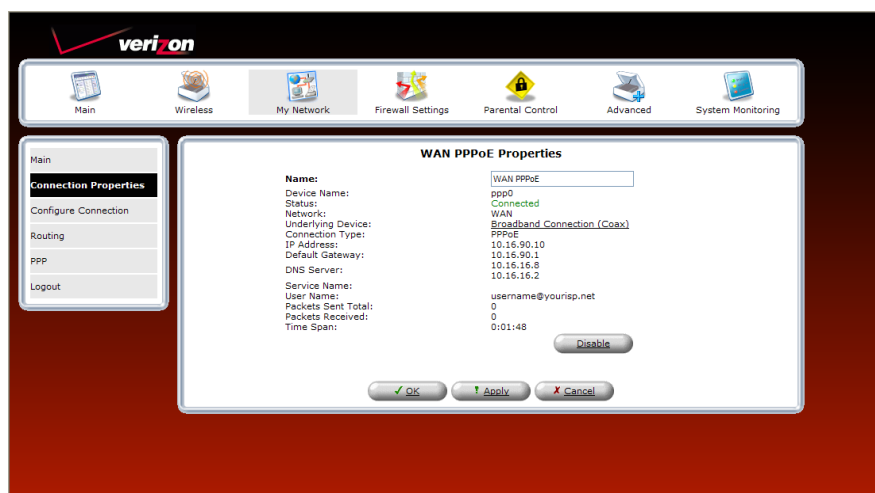 verizon
Main Wireless My Network Firewall Settings Parental Control Advanced System Monitoring
Main
Connection Properties
Configure Connection
Routing
PPP
Logout
WAN PPPoE Properties
Name: WAN PPPoE
Device Name: ppp0
Status: Connected
Network: WAN
Underlying Device: Broadband Connection (Coax)
Connection Type: PPPoE
IP Address: 10.16.90.10
Default Gateway: 10.16.90.1
DNS Server: 10.16.16.8
10.16.16.2
Service Name:
User Name: username@yourisp.net
Packets Sent Total: 0
Packets Received: 0
Time Span: 0:01:48
Disable
OK Apply Cancel